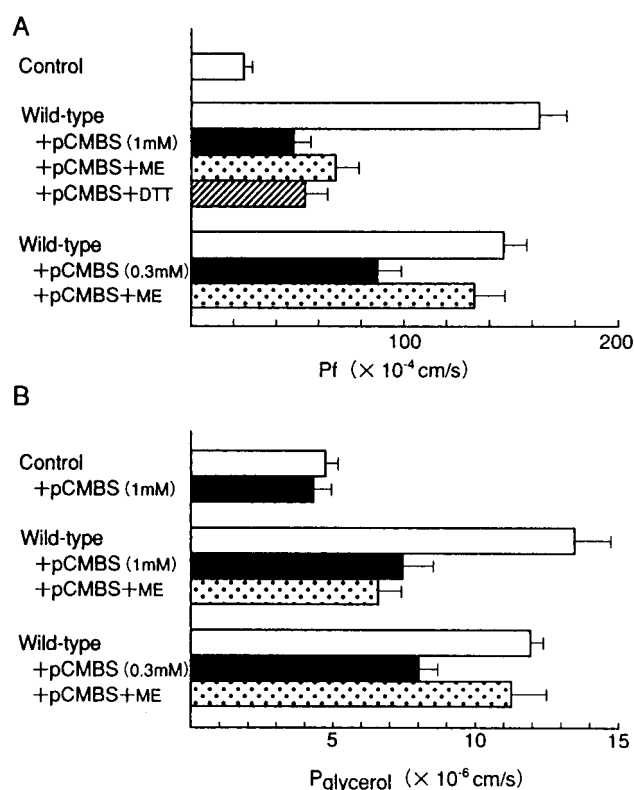 A
Control
Wild-type
+pCMBS (1mM)
+pCMBS+ME
+pCMBS+DTT
Wild-type
+pCMBS (0.3mM)
+pCMBS+ME
100 200
Pf (× 10⁻⁴ cm/s)
B
Control
+pCMBS (1mM)
Wild-type
+pCMBS (1mM)
+pCMBS+ME
Wild-type
+pCMBS (0.3mM)
+pCMBS+ME
5 10 15
Pglycerol (× 10⁻⁶ cm/s)